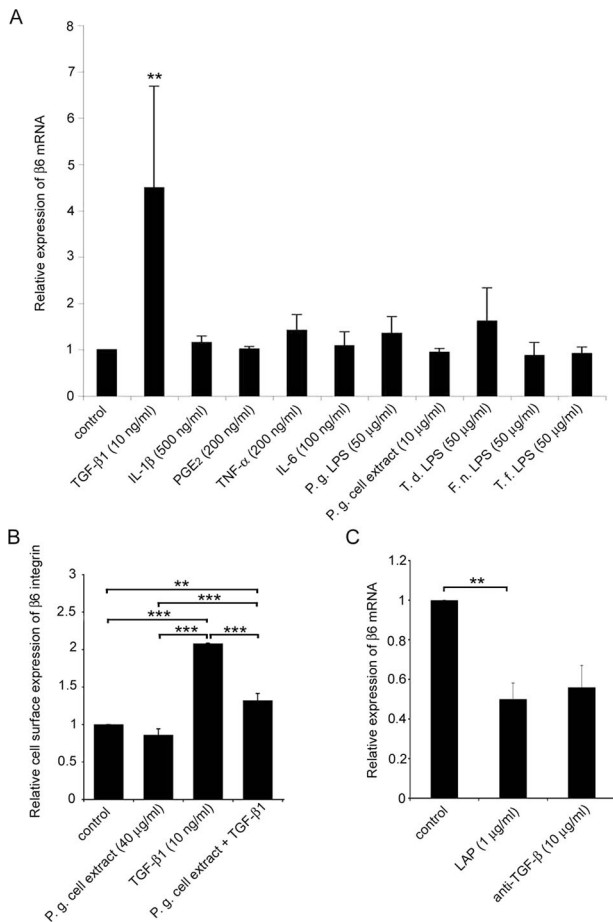 A
Relative expression of β6 mRNA
8
7
6
5
4
3
2
1
0
**
control
TGF-β1 (10 ng/ml)
IL-1β (500 ng/ml)
PGE₂ (200 ng/ml)
TNF-α (200 ng/ml)
IL-6 (100 ng/ml)
P. g. LPS (50 µg/ml)
P. g. cell extract (10 µg/ml)
T. d. LPS (50 µg/ml)
F. n. LPS (50 µg/ml)
T. f. LPS (50 µg/ml)
B
Relative cell surface expression of β6 integrin
3
2.5
2
1.5
1
0.5
0
**
***
***
***
***
control
P. g. cell extract (40 µg/ml)
TGF-β1 (10 ng/ml)
P. g. cell extract + TGF-β1
C
Relative expression of β6 mRNA
1.2
1
0.8
0.6
0.4
0.2
0
**
control
LAP (1 µg/ml)
anti-TGF-β (10 µg/ml)